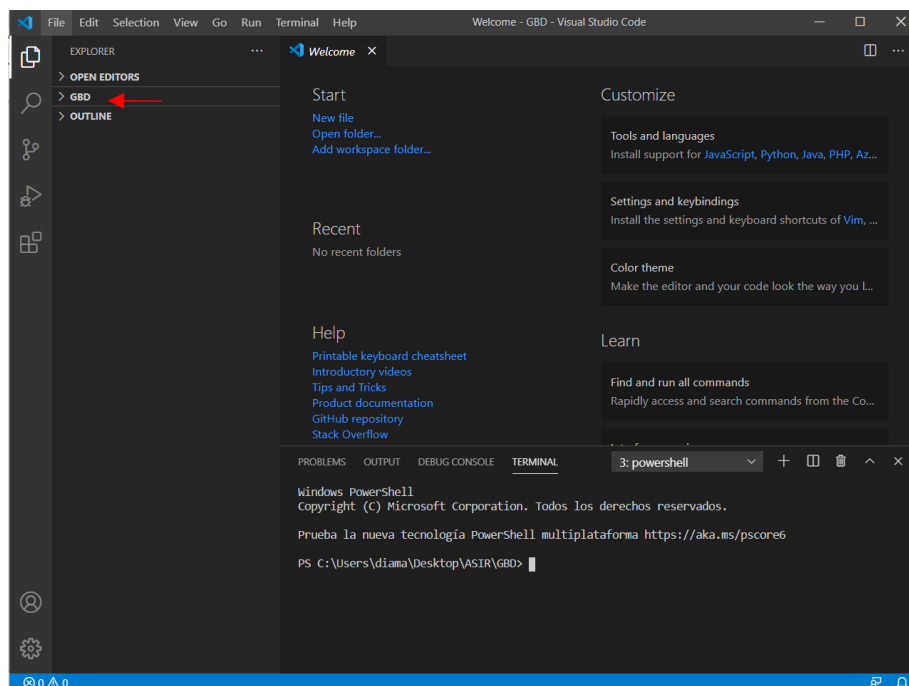 File Edit Selection View Go Run Terminal Help Welcome - GBD - Visual Studio Code
EXPLORER
OPEN EDITORS
GBD
OUTLINE
Welcome
Start
New file
Open folder...
Add workspace folder...
Recent
No recent folders
Help
Printable keyboard cheatsheet
Introductory videos
Tips and Tricks
Product documentation
GitHub repository
Stack Overflow
Customize
Tools and languages
Install support for JavaScript, Python, Java, PHP, Az...
Settings and keybindings
Install the settings and keyboard shortcuts of Vim, ...
Color theme
Make the editor and your code look the way you l...
Learn
Find and run all commands
Rapidly access and search commands from the Co...
PROBLEMS OUTPUT DEBUG CONSOLE TERMINAL 3: powershell
Windows PowerShell
Copyright (C) Microsoft Corporation. Todos los derechos reservados.
Prueba la nueva tecnología PowerShell multiplataforma https://aka.ms/pscore6
PS C:\Users\diama\Desktop\ASIR\GBD>
0 0